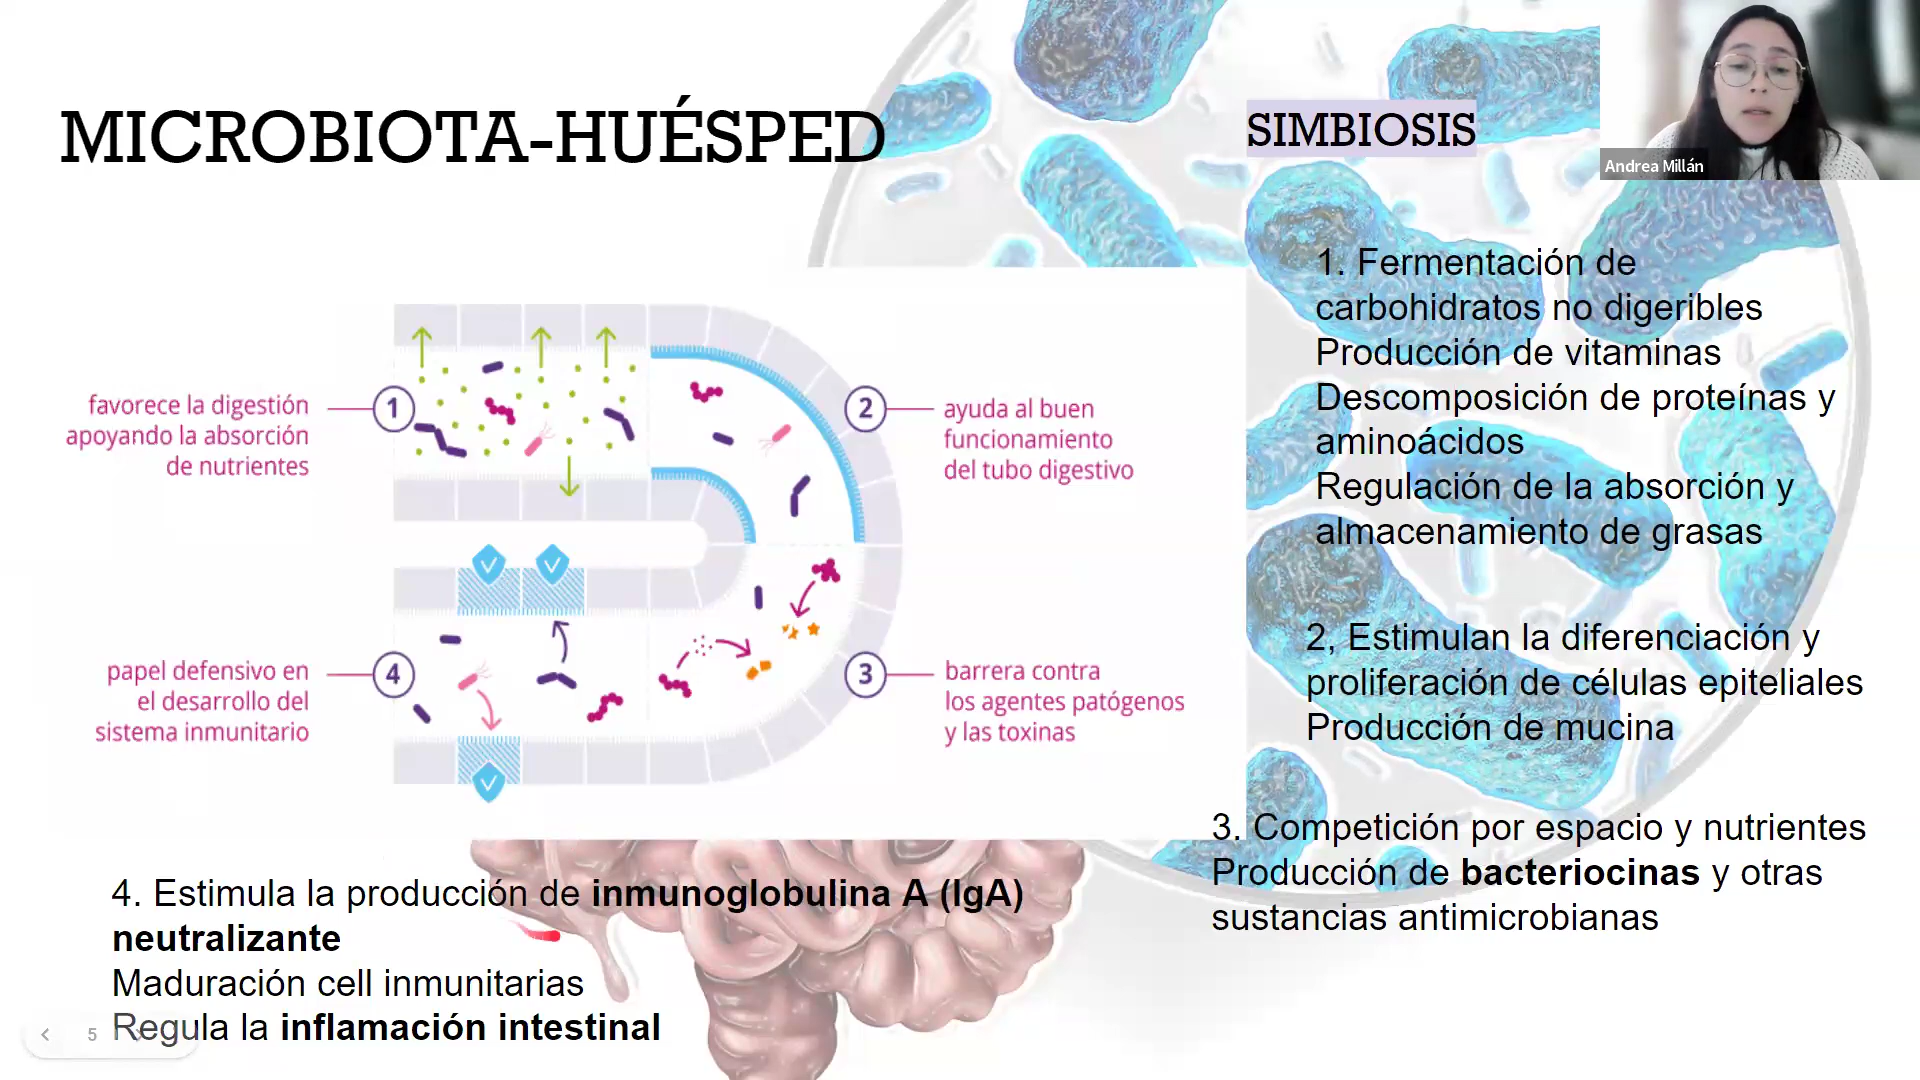 MICROBIOTA-HUÉSPED
SIMBIOSIS
Andrea Millán
1
favorece la digestión
apoyando la absorción
de nutrientes
2
ayuda al buen
funcionamiento
del tubo digestivo
4
papel defensivo en
el desarrollo del
sistema inmunitario
3
barrera contra
los agentes patógenos
y las toxinas
1. Fermentación de
carbohidratos no digeribles
Producción de vitaminas
Descomposición de proteínas y
aminoácidos
Regulación de la absorción y
almacenamiento de grasas
2, Estimulan la diferenciación y
proliferación de células epiteliales
Producción de mucina
3. Competición por espacio y nutrientes
Producción de bacteriocinas y otras
sustancias antimicrobianas
4. Estimula la producción de inmunoglobulina A (IgA)
neutralizante
Maduración cell inmunitarias
Regula la inflamación intestinal
5